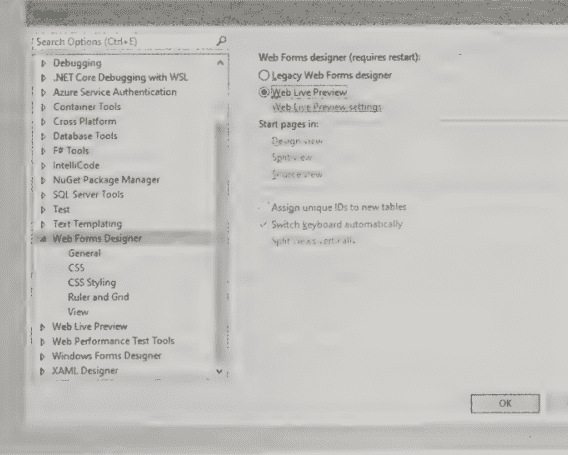 Search Options (Ctrl+E)
Debugging
.NET Core Debugging with WSL
Azure Service Authentication
Container Tools
Cross Platform
Database Tools
F# Tools
IntelliCode
NuGet Package Manager
SQL Server Tools
Test
Text Templating
Web Forms Designer
General
CSS
CSS Styling
Ruler and Grid
View
Web Live Preview
Web Performance Test Tools
Windows Forms Designer
XAML Designer
Web Forms designer (requires restart):
Legacy Web Forms designer
Web Live Preview
Web Live Preview settings
Start pages in:
Design view
Split view
Source view
Assign unique IDs to new tables
Switch keyboard automatically
Split views vertically
OK